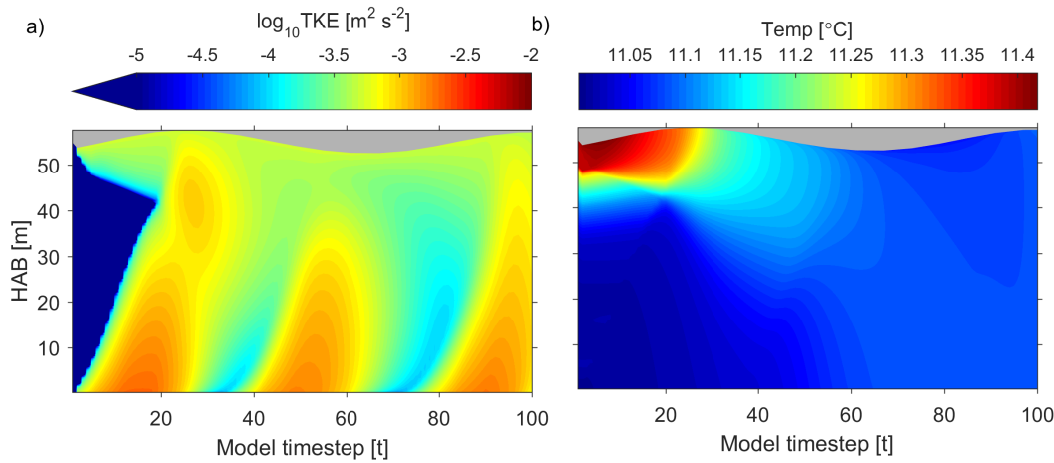 a) log10TKE [m² s⁻²]
-5 -4.5 -4 -3.5 -3 -2.5 -2
50
40
30
20
10
HAB [m]
20 40 60 80 100
Model timestep [t]
b) Temp [°C]
11.05 11.1 11.15 11.2 11.25 11.3 11.35 11.4
20 40 60 80 100
Model timestep [t]